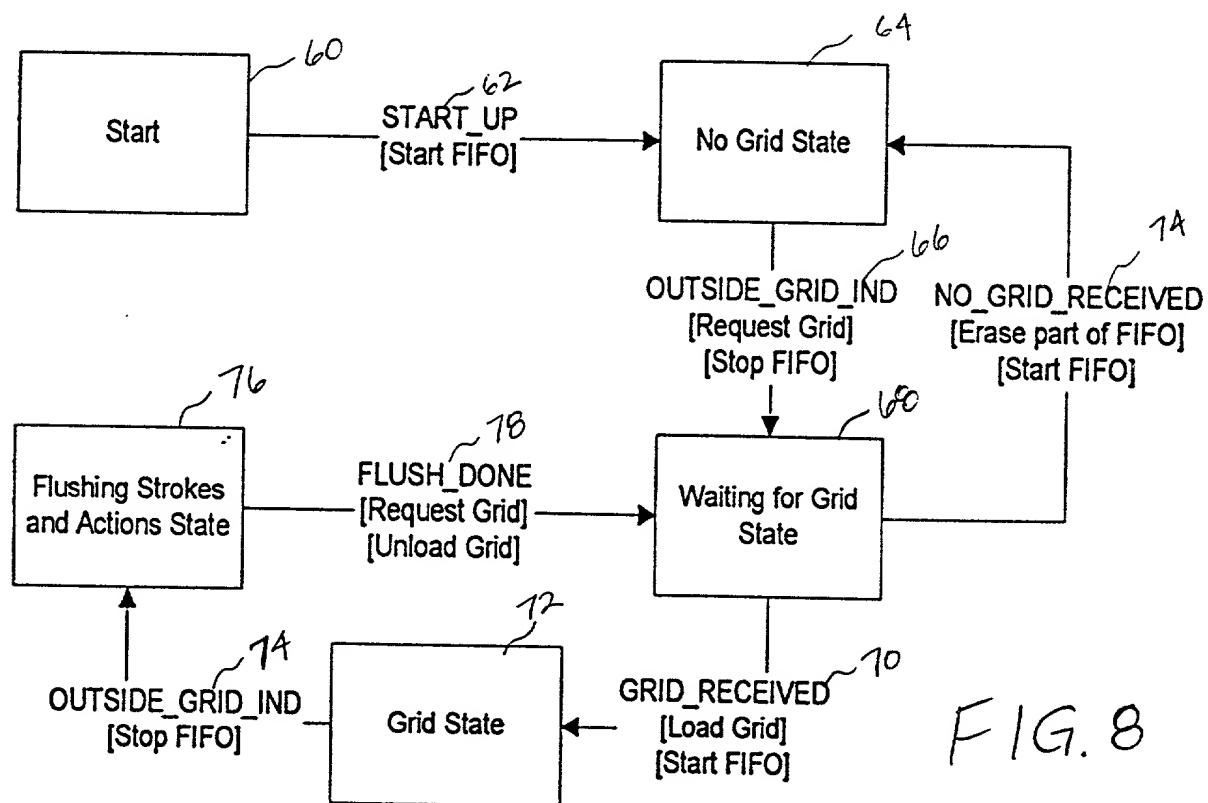 60
Start
62
START_UP
[Start FIFO]
64
No Grid State
66
OUTSIDE_GRID_IND
[Request Grid]
[Stop FIFO]
74
NO_GRID_RECEIVED
[Erase part of FIFO]
[Start FIFO]
76
Flushing Strokes
and Actions State
78
FLUSH_DONE
[Request Grid]
[Unload Grid]
68
Waiting for Grid
State
74
OUTSIDE_GRID_IND
[Stop FIFO]
72
Grid State
70
GRID_RECEIVED
[Load Grid]
[Start FIFO]
FIG. 8